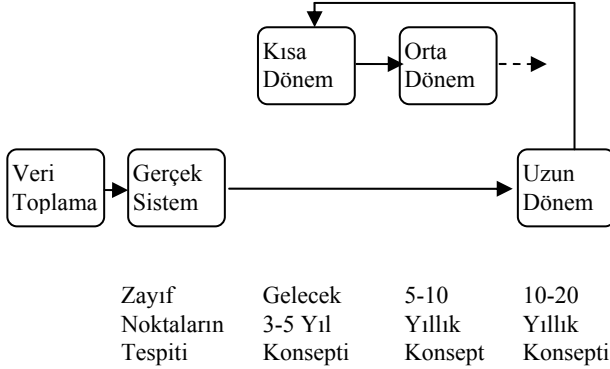 Kısa
Dönem
Orta
Dönem
Veri
Toplama
Gerçek
Sistem
Uzun
Dönem
Zayıf
Noktaların
Tespiti
Gelecek
3-5 Yıl
Konsepti
5-10
Yıllık
Konsept
10-20
Yıllık
Konsepti